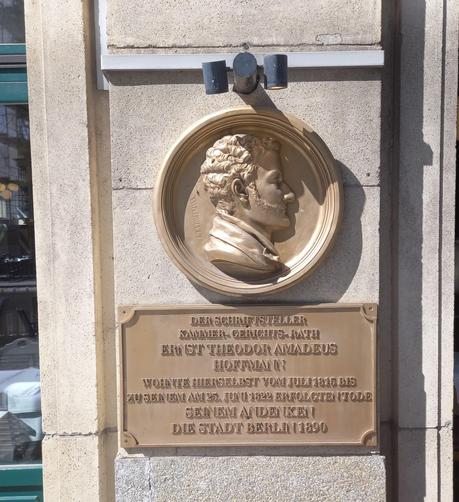 DER SCHRIFTSTELLER
KAMMER-GERICHTS-RATH
ERNST THEODOR AMADEUS
HOFFMANN
WOHNTE HIERSELBST VOM JULI 1815 BIS
ZU SEINEM AM 25. JUNI 1822 ERFOLGTEN TODE
SEINEM ANDENKEN
DIE STADT BERLIN 1890